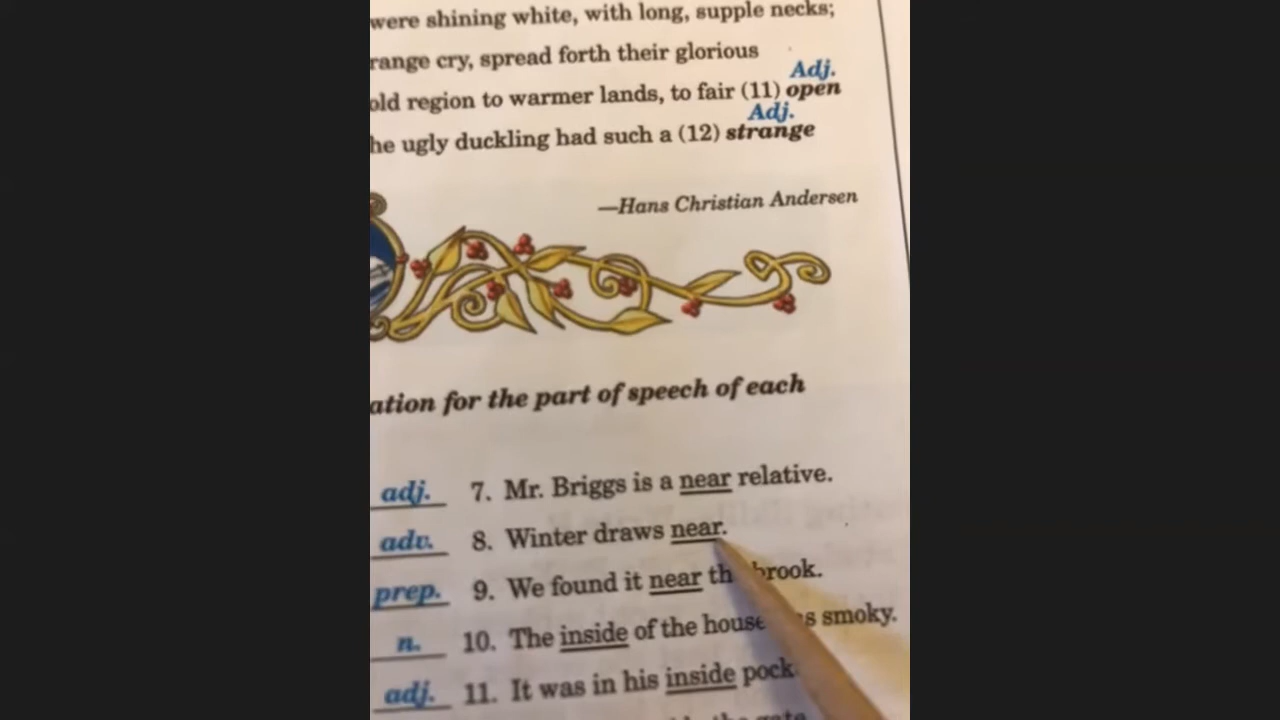 were shining white, with long, supple necks;
range cry, spread forth their glorious
Adj.
old region to warmer lands, to fair (11) open
Adj.
he ugly duckling had such a (12) strange
—Hans Christian Andersen
ation for the part of speech of each
adj. 7. Mr. Briggs is a near relative.
adv. 8. Winter draws near.
prep. 9. We found it near th brook.
n. 10. The inside of the house s smoky.
adj. 11. It was in his inside pock